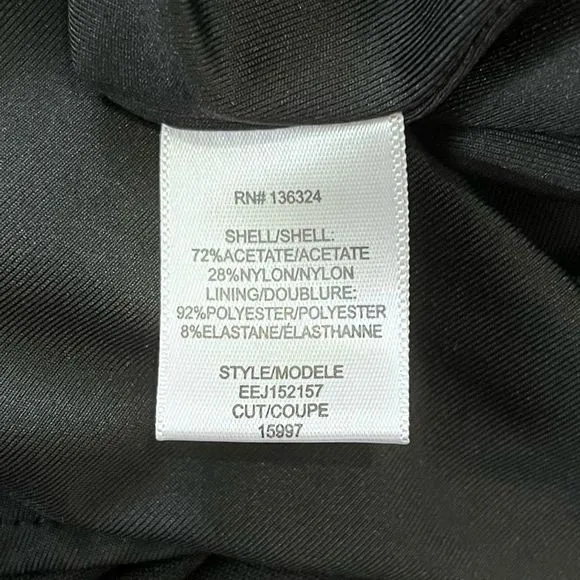 RN# 136324
SHELL/SHELL:
72%ACETATE/ACETATE
28%NYLON/NYLON
LINING/DOUBLURE:
92%POLYESTER/POLYESTER
8%ELASTANE/ÉLASTHANNE
STYLE/MODELE
EEJ152157
CUT/COUPE
15997